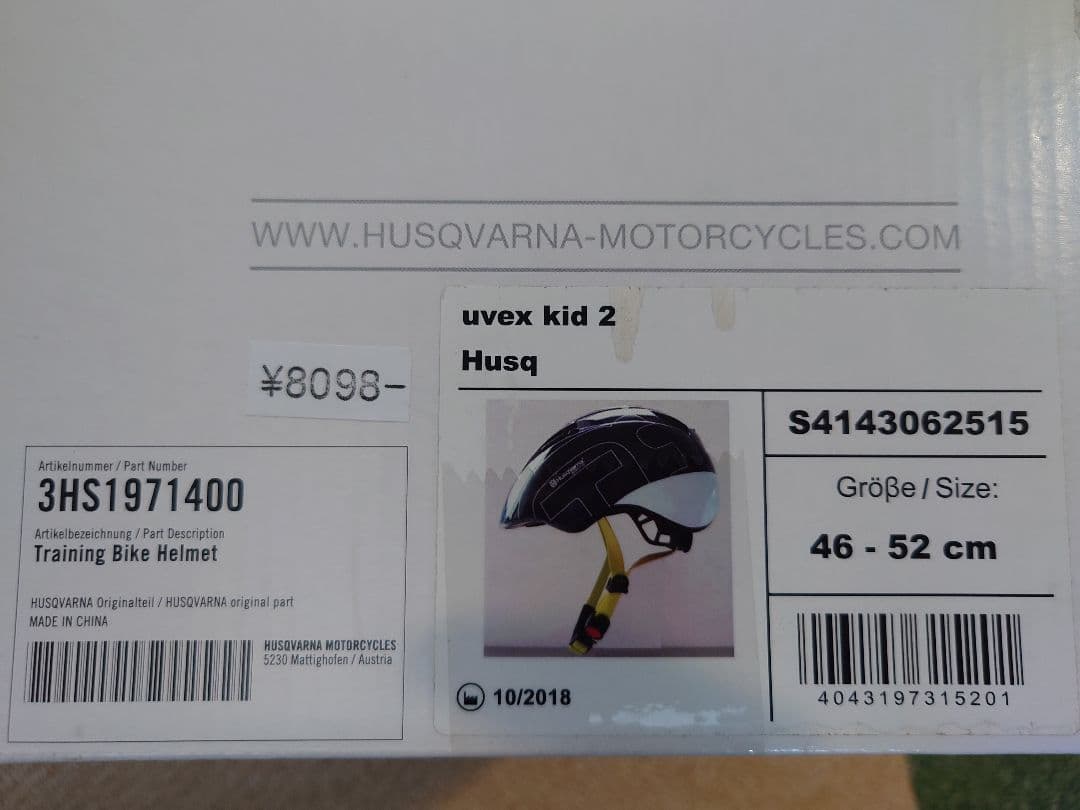 WWW.HUSQVARNA-MOTORCYCLES.COM
uvex kid 2
Husq
¥8098-
S4143062515
Größe / Size:
46 - 52 cm
4043197315201
HUSQVARNA
10/2018
Artikelnummer / Part Number
3HS1971400
Artikelbezeichnung / Part Description
Training Bike Helmet
HUSQVARNA Originalteil / HUSQVARNA original part
MADE IN CHINA
HUSQVARNA MOTORCYCLES
5230 Mattighofen / Austria